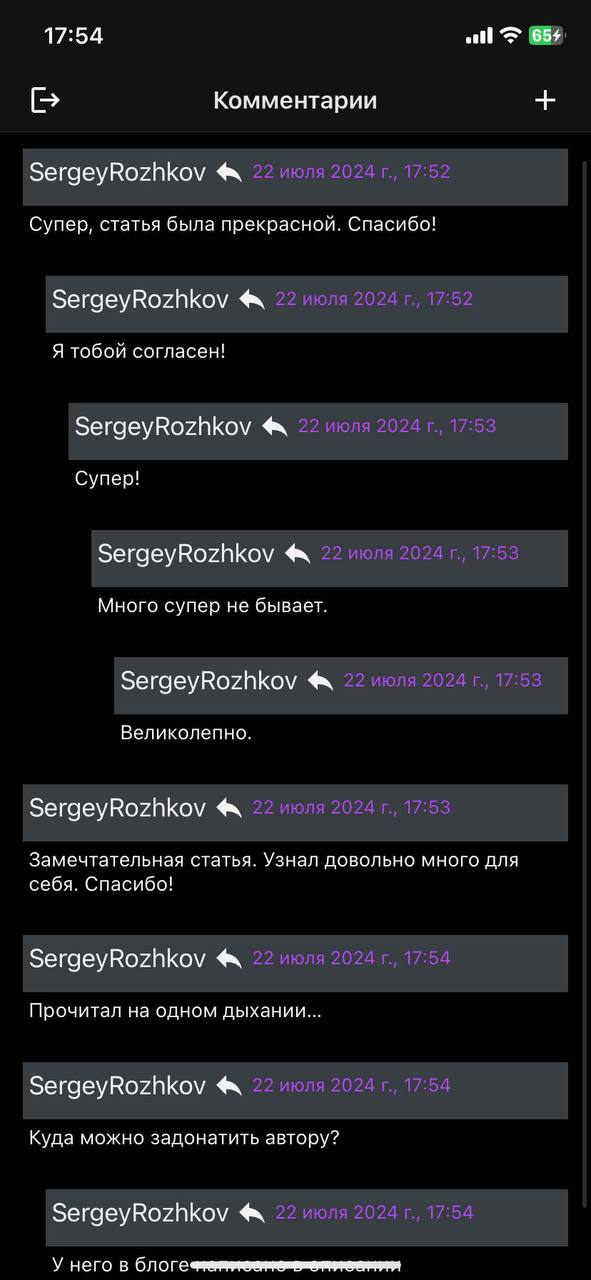 17:54
65
Комментарии
SergeyRozhkov 22 июля 2024 г., 17:52
Супер, статья была прекрасной. Спасибо!
SergeyRozhkov 22 июля 2024 г., 17:52
Я тобой согласен!
SergeyRozhkov 22 июля 2024 г., 17:53
Супер!
SergeyRozhkov 22 июля 2024 г., 17:53
Много супер не бывает.
SergeyRozhkov 22 июля 2024 г., 17:53
Великолепно.
SergeyRozhkov 22 июля 2024 г., 17:53
Замечтательная статья. Узнал довольно много для
себя. Спасибо!
SergeyRozhkov 22 июля 2024 г., 17:54
Прочитал на одном дыхании...
SergeyRozhkov 22 июля 2024 г., 17:54
Куда можно задонатить автору?
SergeyRozhkov 22 июля 2024 г., 17:54
У него в блоге